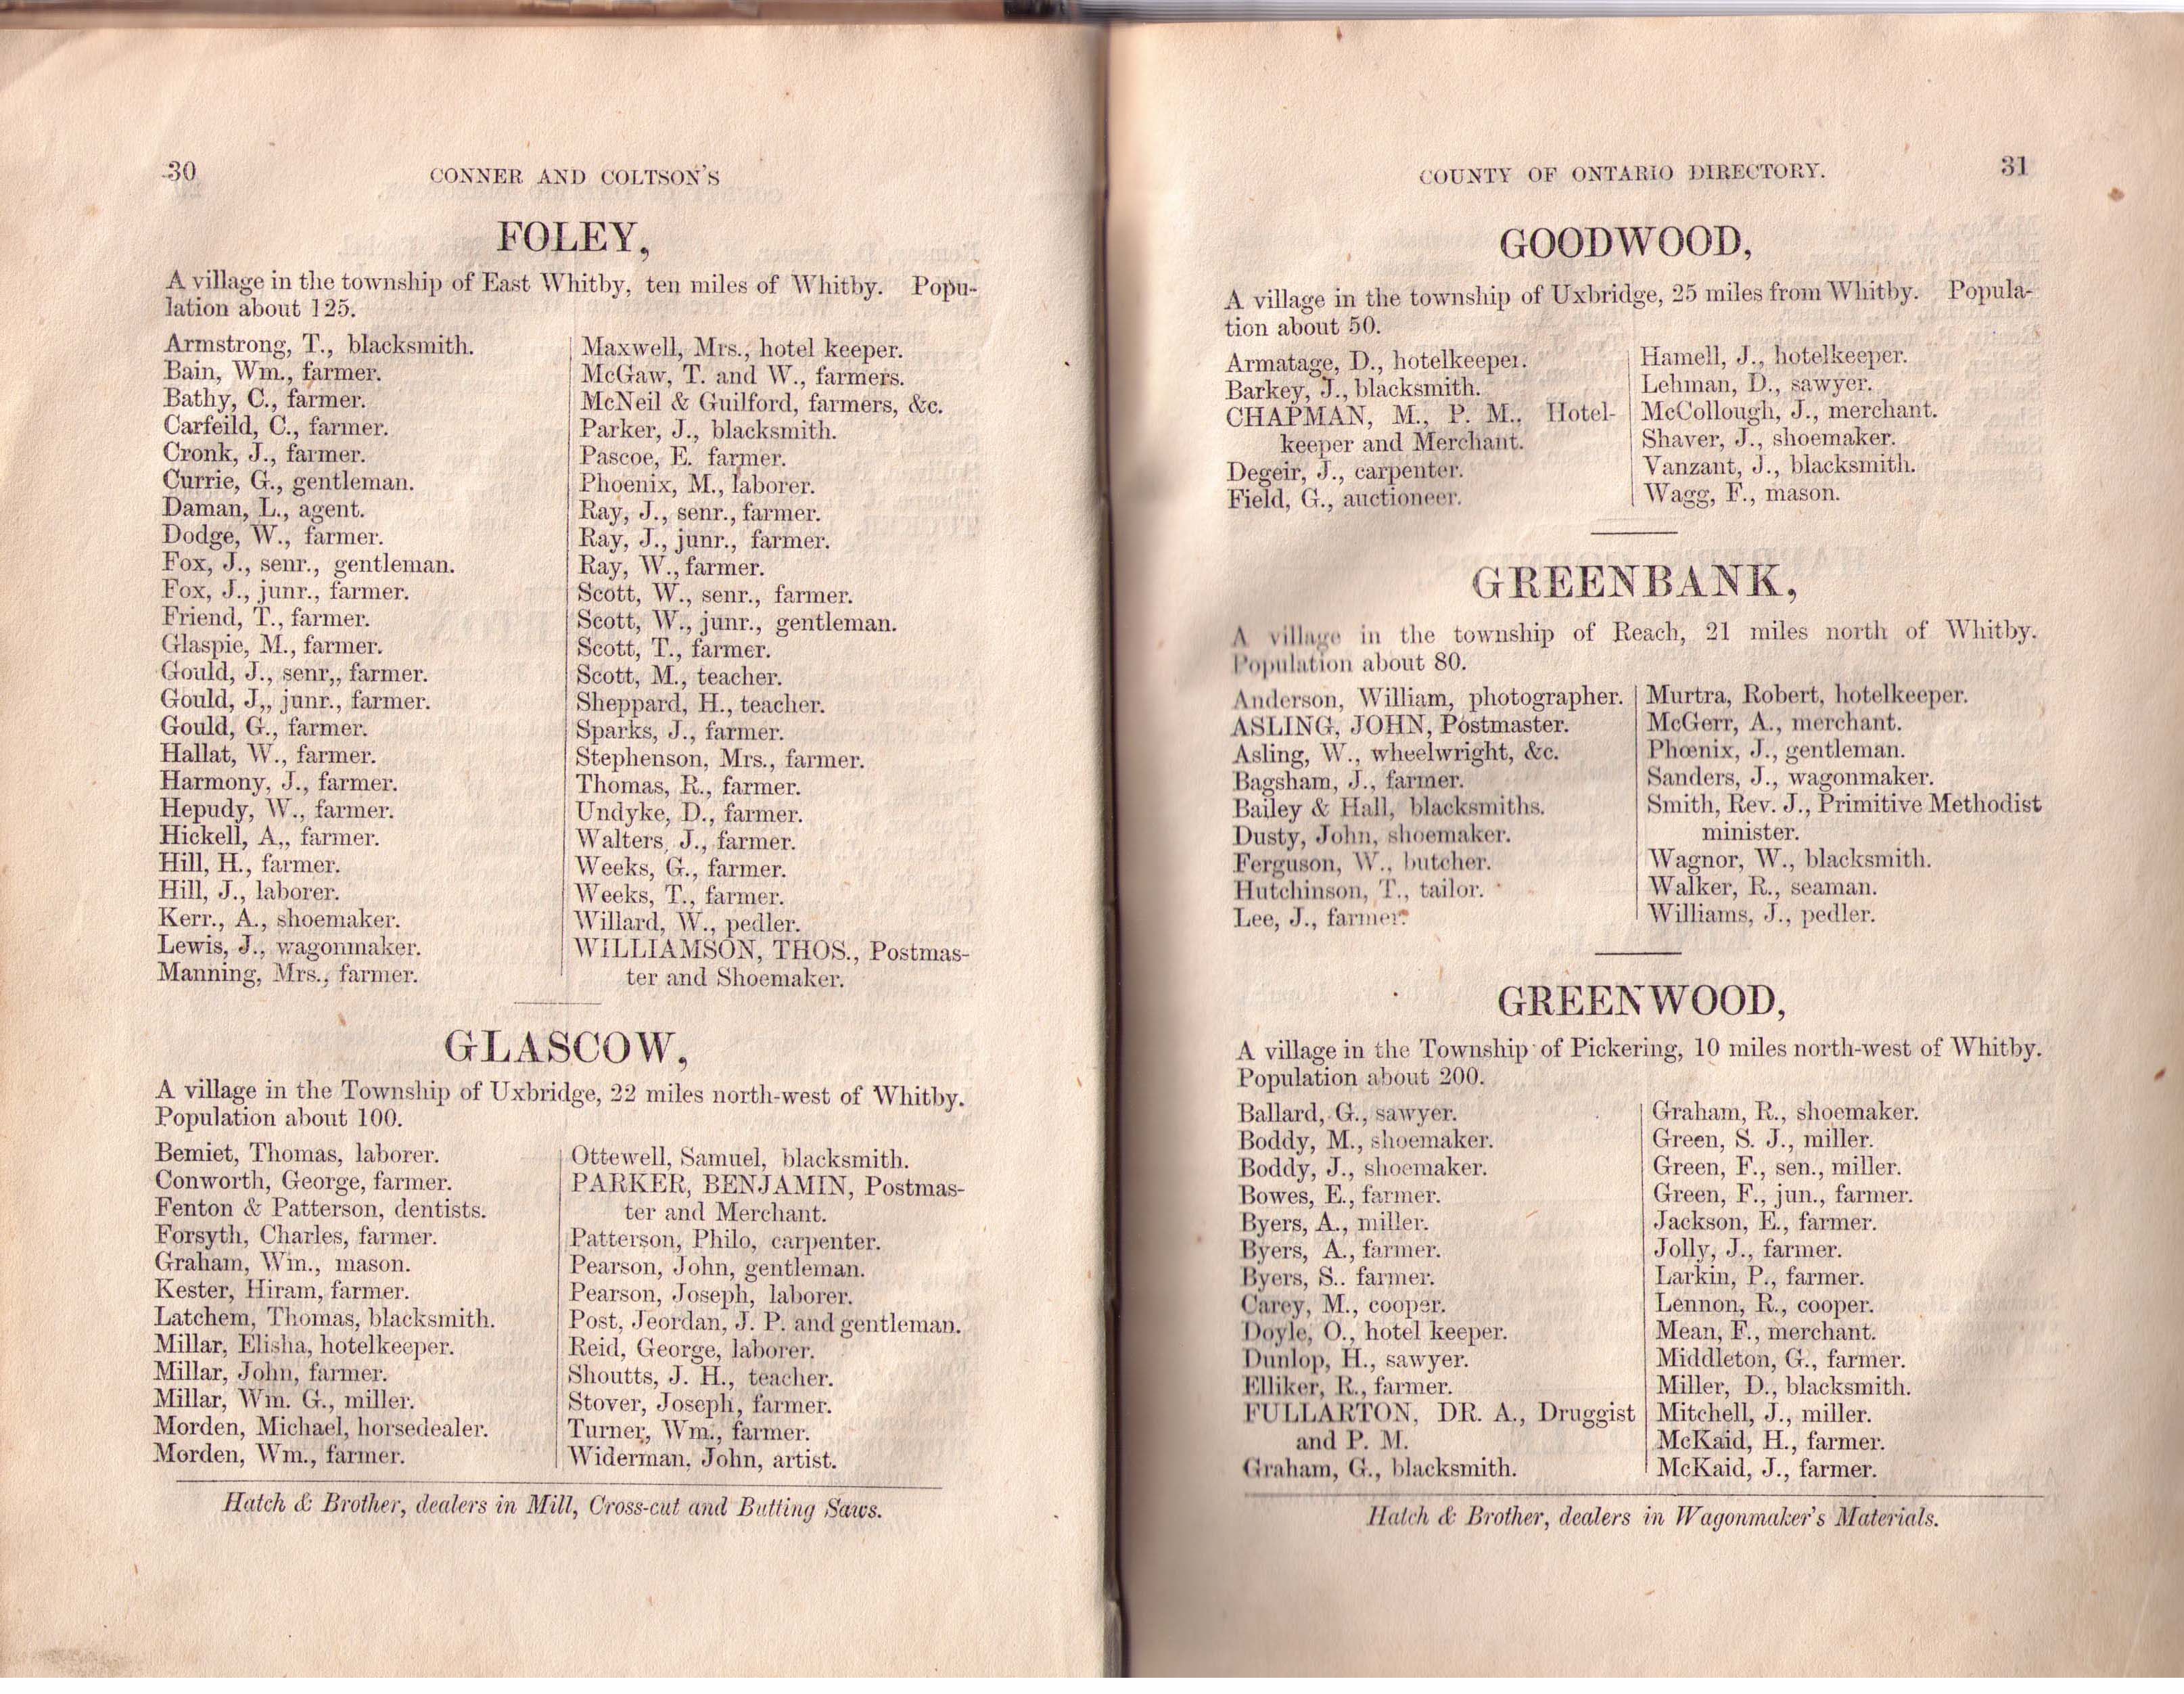 30
CONNER AND COLTSON'S
FOLEY,
A village in the township of East Whitby, ten miles of Whitby. Popu-
lation about 125.
Armstrong, T., blacksmith.
Bain, Wm., farmer.
Bathy, C., farmer.
Carfeild, C., farmer.
Cronk, J., farmer.
Currie, G., gentleman.
Daman, L., agent.
Dodge, W., farmer.
Fox, J., senr., gentleman.
Fox, J., junr., farmer.
Friend, T., farmer.
Glaspie, M., farmer.
Gould, J., senr,, farmer.
Gould, J,, junr., farmer.
Gould, G., farmer.
Hallat, W., farmer.
Harmony, J., farmer.
Hepudy, W., farmer.
Hickell, A,, farmer.
Hill, H., farmer.
Hill, J., laborer.
Kerr., A., shoemaker.
Lewis, J., wagonmaker.
Manning, Mrs., farmer.
Maxwell, Mrs., hotel keeper.
McGaw, T. and W., farmers.
McNeil & Guilford, farmers, &c.
Parker, J., blacksmith.
Pascoe, E. farmer.
Phoenix, M., laborer.
Ray, J., senr., farmer.
Ray, J., junr., farmer.
Ray, W., farmer.
Scott, W., senr., farmer.
Scott, W., junr., gentleman.
Scott, T., farmer.
Scott, M., teacher.
Sheppard, H., teacher.
Sparks, J., farmer.
Stephenson, Mrs., farmer.
Thomas, R., farmer.
Undyke, D., farmer.
Walters, J., farmer.
Weeks, G., farmer.
Weeks, T., farmer.
Willard, W., pedler.
WILLIAMSON, THOS., Postmas-
ter and Shoemaker.
GLASCOW,
A village in the Township of Uxbridge, 22 miles north-west of Whitby.
Population about 100.
Bemiet, Thomas, laborer.
Conworth, George, farmer.
Fenton & Patterson, dentists.
Forsyth, Charles, farmer.
Graham, Wm., mason.
Kester, Hiram, farmer.
Latchem, Thomas, blacksmith.
Millar, Elisha, hotelkeeper.
Millar, John, farmer.
Millar, Wm. G., miller.
Morden, Michael, horsedealer.
Morden, Wm., farmer.
Ottewell, Samuel, blacksmith.
PARKER, BENJAMIN, Postmas-
ter and Merchant.
Patterson, Philo, carpenter.
Pearson, John, gentleman.
Pearson, Joseph, laborer.
Post, Jeordan, J. P. and gentleman.
Reid, George, laborer.
Shoutts, J. H., teacher.
Stover, Joseph, farmer.
Turner, Wm., farmer.
Widerman, John, artist.
Hatch & Brother, dealers in Mill, Cross-cut and Butting Saws.
COUNTY OF ONTARIO DIRECTORY.
31
GOODWOOD,
A village in the township of Uxbridge, 25 miles from Whitby. Popula-
tion about 50.
Armatage, D., hotelkeeper.
Barkey, J., blacksmith.
CHAPMAN, M., P. M., Hotel-
keeper and Merchant.
Degeir, J., carpenter.
Field, G., auctioneer.
Hamell, J., hotelkeeper.
Lehman, D., sawyer.
McCollough, J., merchant.
Shaver, J., shoemaker.
Vanzant, J., blacksmith.
Wagg, F., mason.
GREENBANK,
A village in the township of Reach, 21 miles north of Whitby.
Population about 80.
Anderson, William, photographer.
ASLING, JOHN, Postmaster.
Asling, W., wheelwright, &c.
Bagsham, J., farmer.
Bailey & Hall, blacksmiths.
Dusty, John, shoemaker.
Ferguson, W., butcher.
Hutchinson, T., tailor.
Lee, J., farmer.
Murtra, Robert, hotelkeeper.
McGerr, A., merchant.
Phœnix, J., gentleman.
Sanders, J., wagonmaker.
Smith, Rev. J., Primitive Methodist
minister.
Wagnor, W., blacksmith.
Walker, R., seaman.
Williams, J., pedler.
GREENWOOD,
A village in the Township of Pickering, 10 miles north-west of Whitby.
Population about 200.
Ballard, G., sawyer.
Boddy, M., shoemaker.
Boddy, J., shoemaker.
Bowes, E., farmer.
Byers, A., miller.
Byers, A., farmer.
Byers, S.. farmer.
Carey, M., cooper.
Doyle, O., hotel keeper.
Dunlop, H., sawyer.
Elliker, R., farmer.
FULLARTON, DR. A., Druggist
and P. M.
Graham, G., blacksmith.
Graham, R., shoemaker.
Green, S. J., miller.
Green, F., sen., miller.
Green, F., jun., farmer.
Jackson, E., farmer.
Jolly, J., farmer.
Larkin, P., farmer.
Lennon, R., cooper.
Mean, F., merchant.
Middleton, G., farmer.
Miller, D., blacksmith.
Mitchell, J., miller.
McKaid, H., farmer.
McKaid, J., farmer.
Hatch & Brother, dealers in Wagonmaker's Materials.